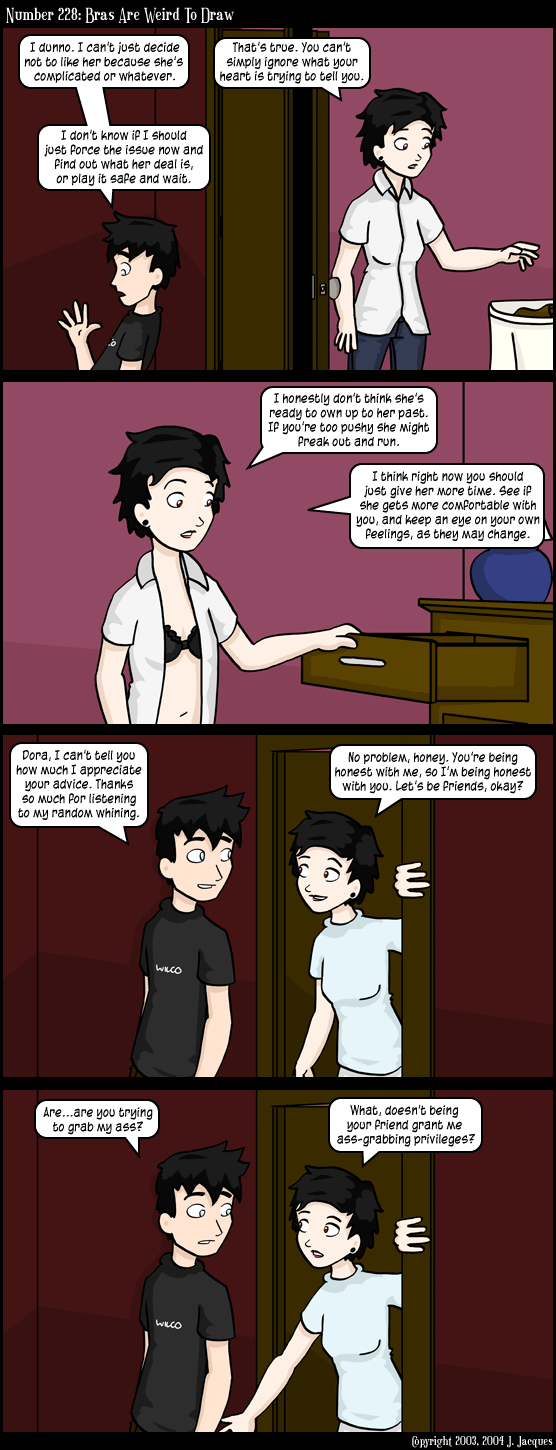 Number 228: Bras Are Weird To Draw
I dunno. I can't just decide
not to like her because she's
complicated or whatever.
That's true. You can't
simply ignore what your
heart is trying to tell you.
I don't know if I should
just force the issue now and
find out what her deal is,
or play it safe and wait.
I honestly don't think she's
ready to own up to her past.
If you're too pushy she might
freak out and run.
I think right now you should
just give her more time. See if
she gets more comfortable with
you, and keep an eye on your own
feelings, as they may change.
Dora, I can't tell you
how much I appreciate
your advice. Thanks
so much for listening
to my random whining.
No problem, honey. You're being
honest with me, so I'm being honest
with you. Let's be friends, okay?
WILCO
Are...are you trying
to grab my ass?
What, doesn't being
your friend grant me
ass-grabbing privileges?
WILCO
Copyright 2003, 2004 J. Jacques